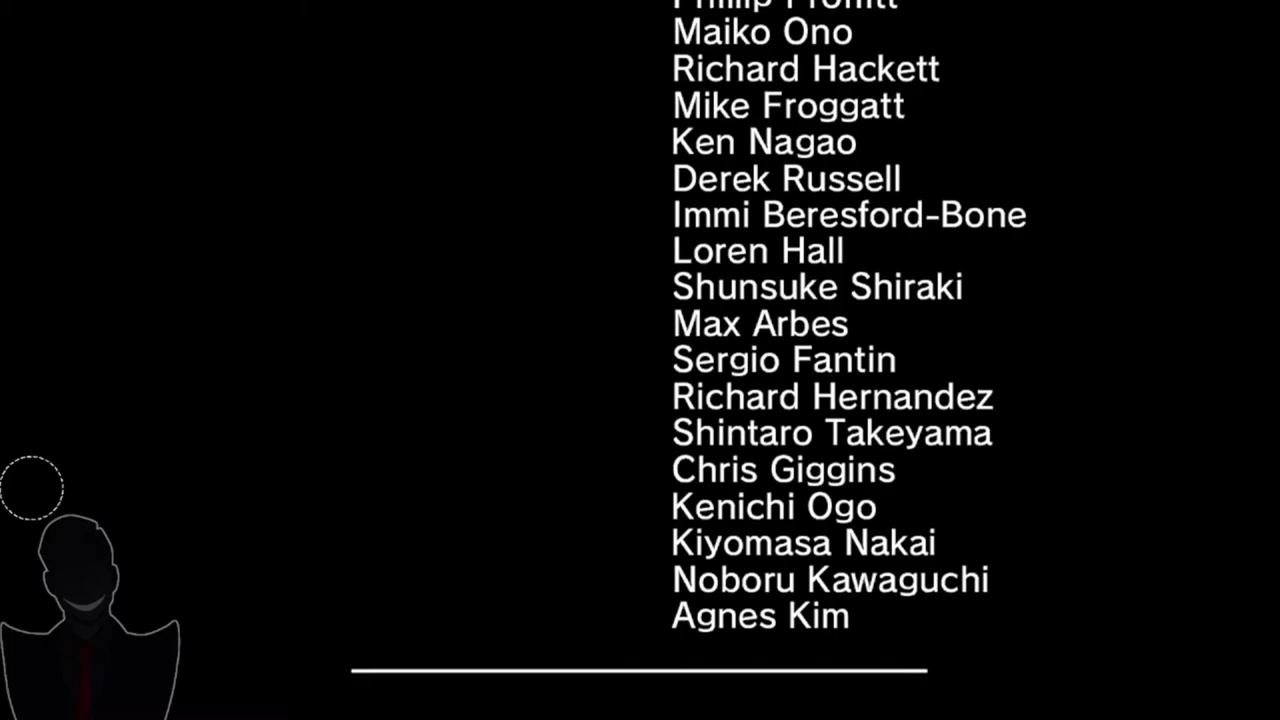 Maiko Ono
Richard Hackett
Mike Froggatt
Ken Nagao
Derek Russell
Immi Beresford-Bone
Loren Hall
Shunsuke Shiraki
Max Arbes
Sergio Fantin
Richard Hernandez
Shintaro Takeyama
Chris Giggins
Kenichi Ogo
Kiyomasa Nakai
Noboru Kawaguchi
Agnes Kim